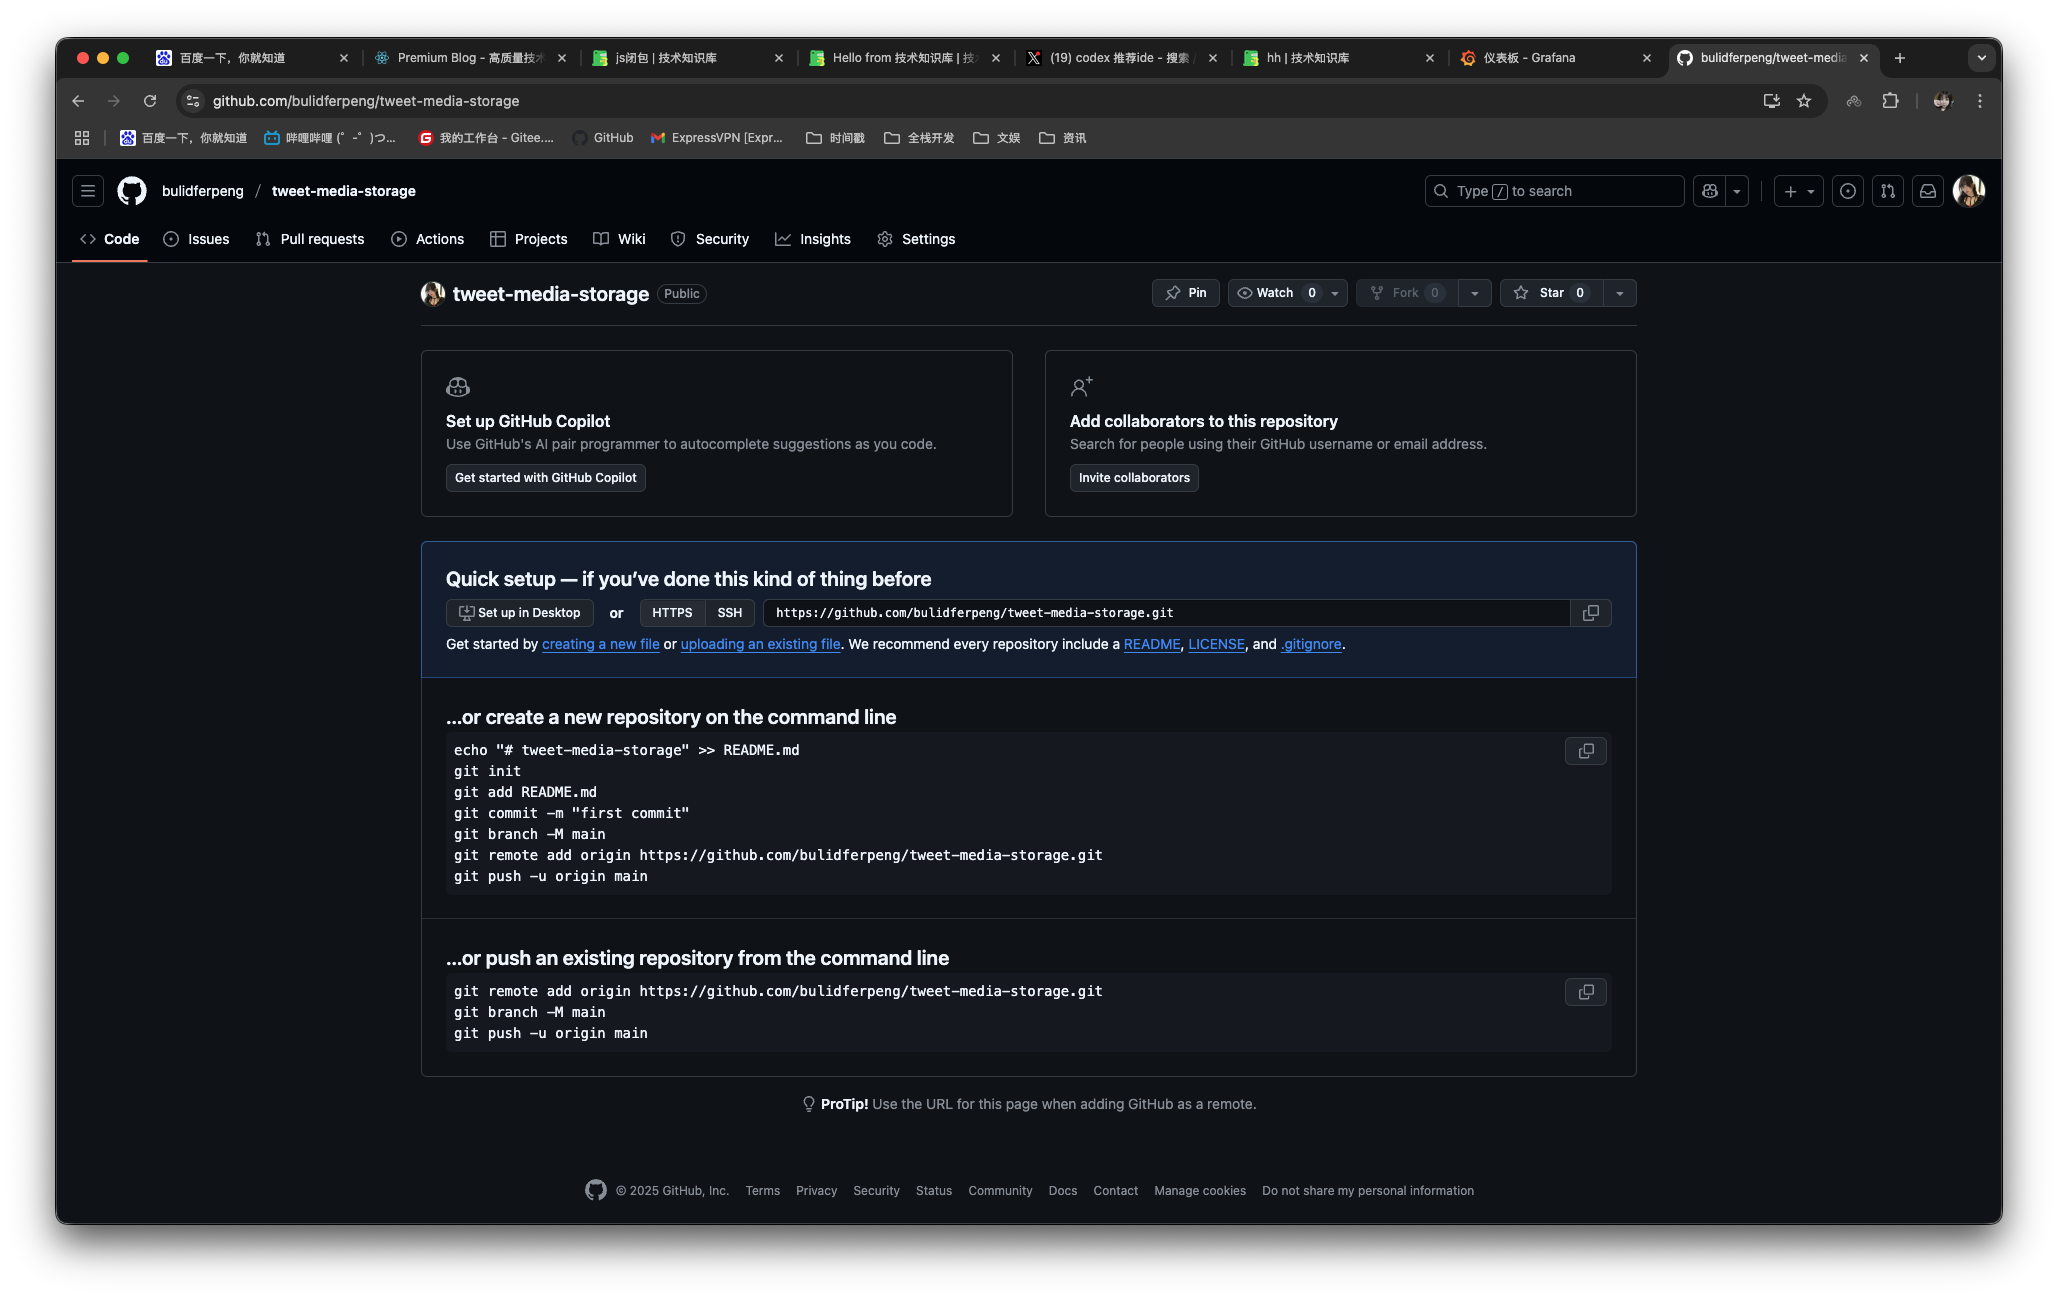 百度一下，你就知道
Premium Blog - 高质量技术
js闭包 | 技术知识库
Hello from 技术知识库 | 技
(19) codex 推荐ide - 搜索
hh | 技术知识库
仪表板 - Grafana
bulidferpeng/tweet-media
github.com/bulidferpeng/tweet-media-storage
百度一下，你就知道
哔哩哔哩 (゜-゜)つ...
我的工作台 - Gitee....
GitHub
ExpressVPN [Expr...
时间戳
全栈开发
文娱
资讯
bulidferpeng / tweet-media-storage
Type / to search
Code
Issues
Pull requests
Actions
Projects
Wiki
Security
Insights
Settings
tweet-media-storage Public
Pin
Watch 0
Fork 0
Star 0
Set up GitHub Copilot
Use GitHub's AI pair programmer to autocomplete suggestions as you code.
Get started with GitHub Copilot
Add collaborators to this repository
Search for people using their GitHub username or email address.
Invite collaborators
Quick setup — if you’ve done this kind of thing before
Set up in Desktop or HTTPS SSH https://github.com/bulidferpeng/tweet-media-storage.git
Get started by creating a new file or uploading an existing file. We recommend every repository include a README, LICENSE, and .gitignore.
...or create a new repository on the command line
echo "# tweet-media-storage" >> README.md
git init
git add README.md
git commit -m "first commit"
git branch -M main
git remote add origin https://github.com/bulidferpeng/tweet-media-storage.git
git push -u origin main
...or push an existing repository from the command line
git remote add origin https://github.com/bulidferpeng/tweet-media-storage.git
git branch -M main
git push -u origin main
ProTip! Use the URL for this page when adding GitHub as a remote.
© 2025 GitHub, Inc. Terms Privacy Security Status Community Docs Contact Manage cookies Do not share my personal information